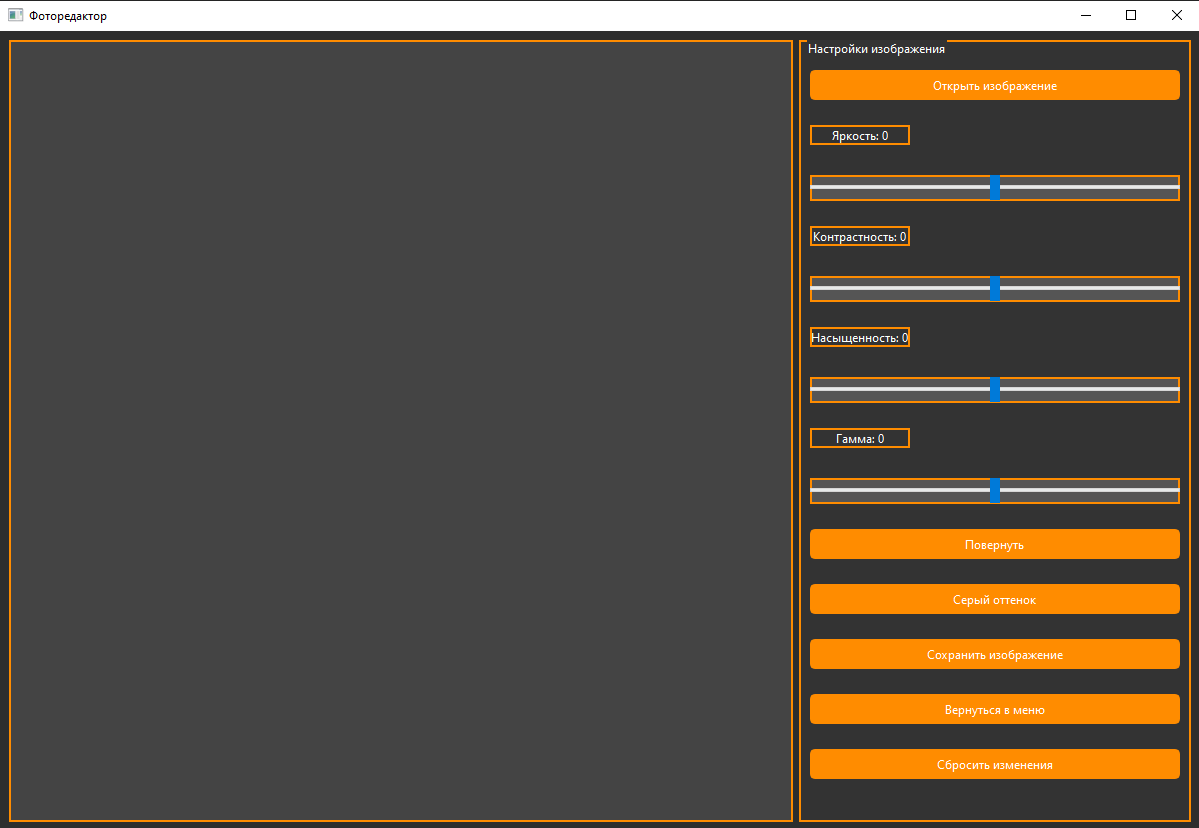 Фоторедактор
Настройки изображения
Открыть изображение
Яркость: 0
Контрастность: 0
Насыщенность: 0
Гамма: 0
Повернуть
Серый оттенок
Сохранить изображение
Вернуться в меню
Сбросить изменения